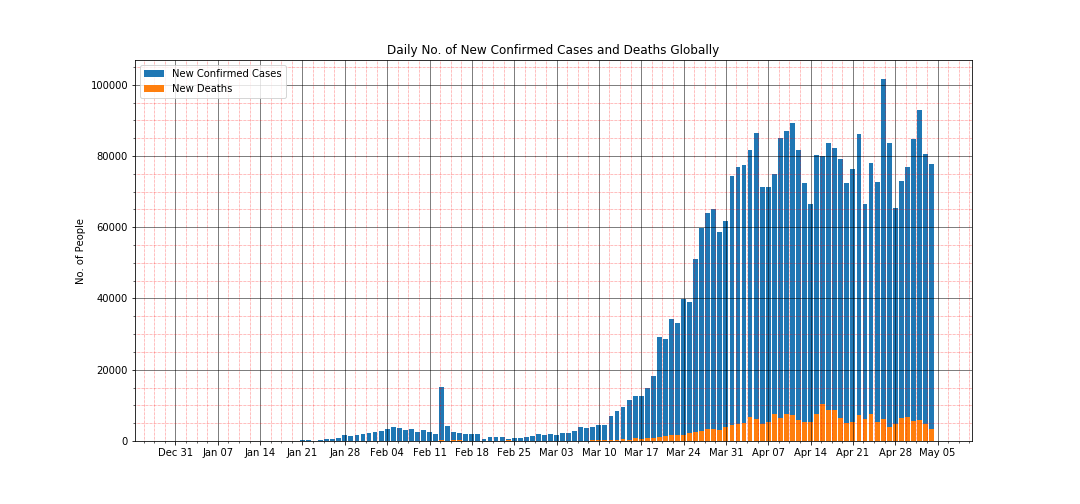 Daily No. of New Confirmed Cases and Deaths Globally
New Confirmed Cases
New Deaths
100000
80000
60000
40000
20000
0
No. of People
Dec 31 Jan 07 Jan 14 Jan 21 Jan 28 Feb 04 Feb 11 Feb 18 Feb 25 Mar 03 Mar 10 Mar 17 Mar 24 Mar 31 Apr 07 Apr 14 Apr 21 Apr 28 May 05